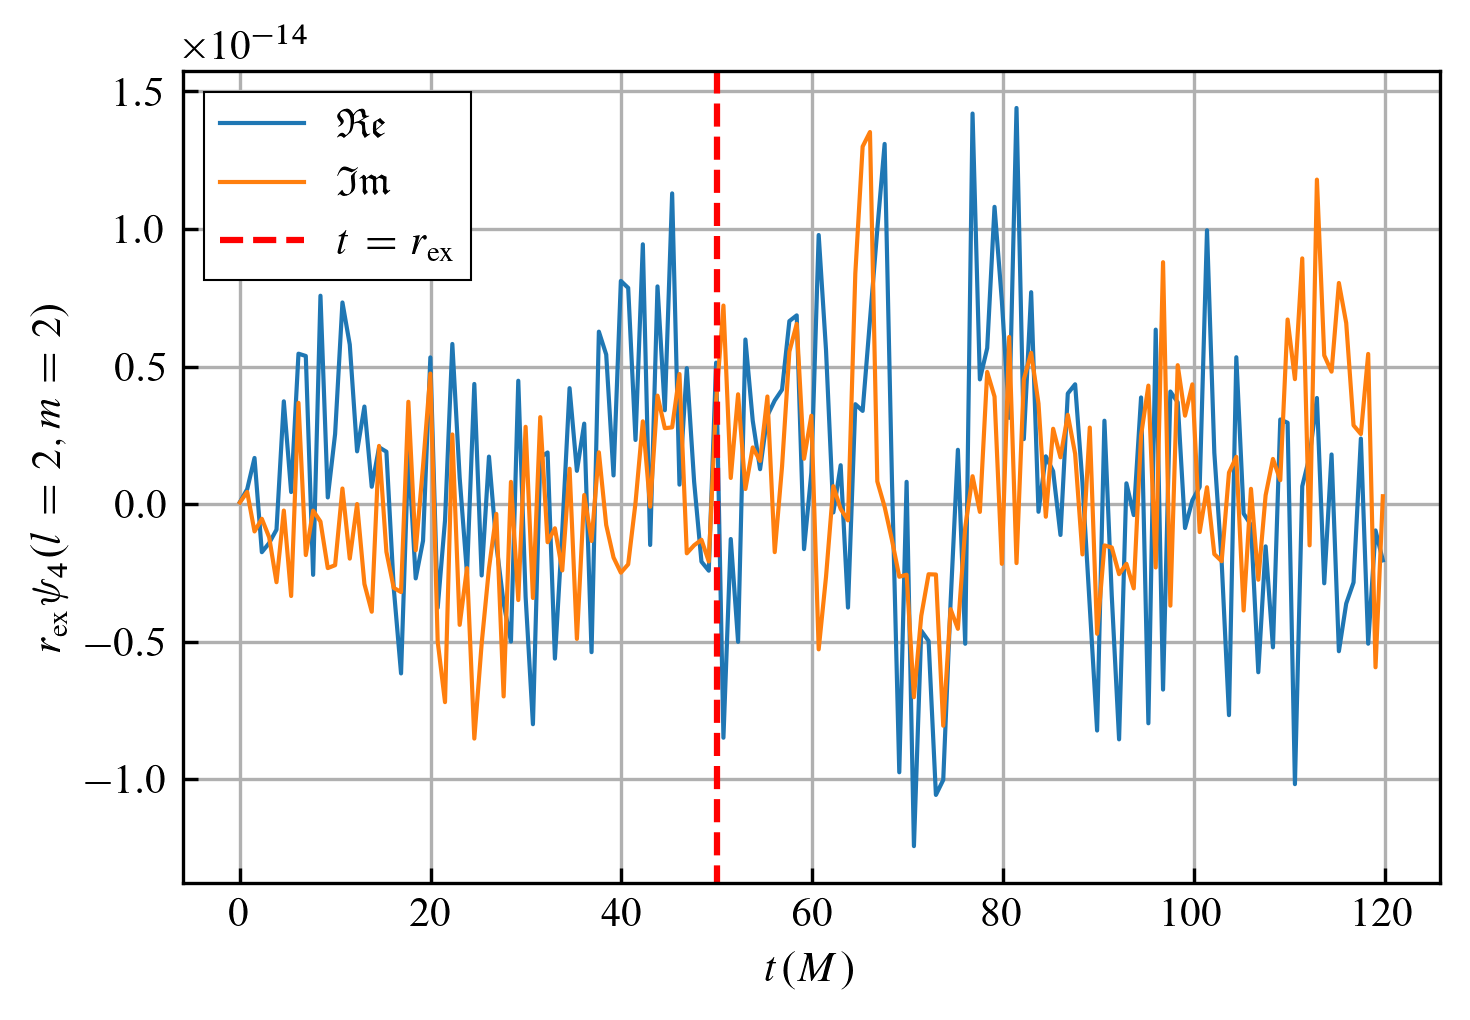 ×10⁻¹⁴
1.5
1.0
0.5
0.0
−0.5
−1.0
r_ex ψ₄(l = 2, m = 2)
ℜe
ℑm
t = r_ex
0 20 40 60 80 100 120
t (M)